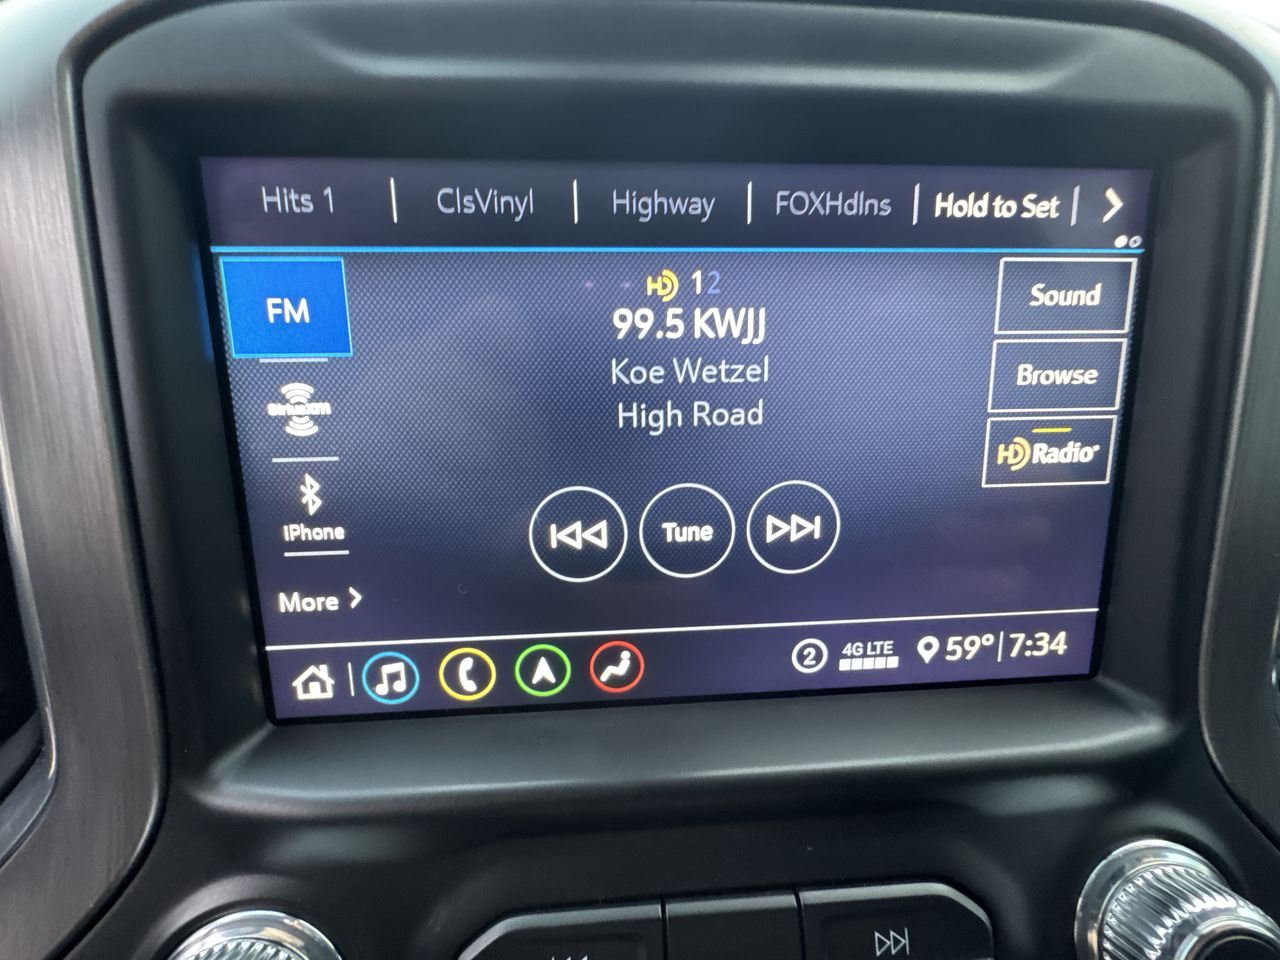 Hits 1 | ClsVinyl | Highway | FOXHdlns | Hold to Set |
FM
HD 1 2
99.5 KWJJ
Koe Wetzel
High Road
Sound
Browse
HD Radio
SiriusXM
iPhone
Tune
More
2 4G LTE 59° | 7:34